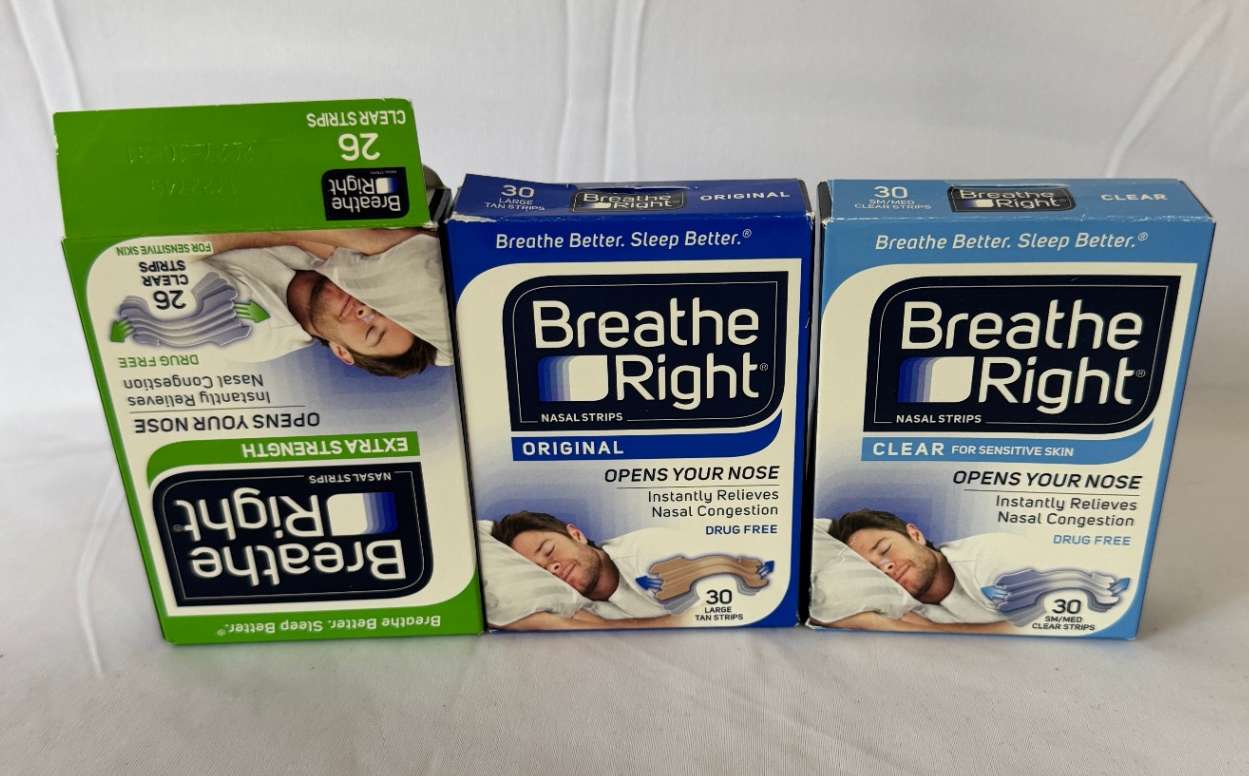 26
CLEAR STRIPS
Breathe
Right
Breathe Better. Sleep Better.®
Breathe
Right®
NASAL STRIPS
EXTRA STRENGTH
OPENS YOUR NOSE
Instantly Relieves
Nasal Congestion
DRUG FREE
26
CLEAR
STRIPS
FOR SENSITIVE SKIN
30
LARGE
TAN STRIPS
Breathe
Right
ORIGINAL
Breathe Better. Sleep Better.®
Breathe
Right®
NASAL STRIPS
ORIGINAL
OPENS YOUR NOSE
Instantly Relieves
Nasal Congestion
DRUG FREE
30
LARGE
TAN STRIPS
30
SM/MED
CLEAR STRIPS
Breathe
Right
CLEAR
Breathe Better. Sleep Better.®
Breathe
Right®
NASAL STRIPS
CLEAR FOR SENSITIVE SKIN
OPENS YOUR NOSE
Instantly Relieves
Nasal Congestion
DRUG FREE
30
SM/MED
CLEAR STRIPS